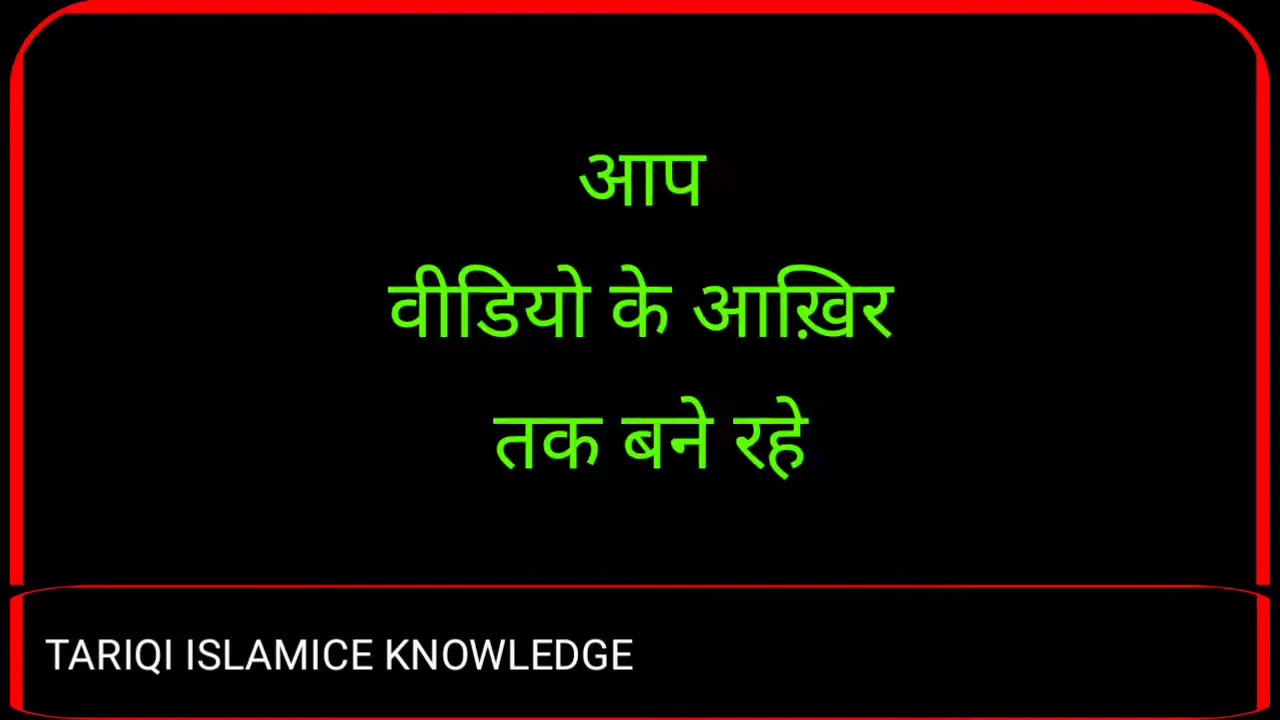 आप
वीडियो के आख़िर
तक बने रहे
TARIQI ISLAMICE KNOWLEDGE